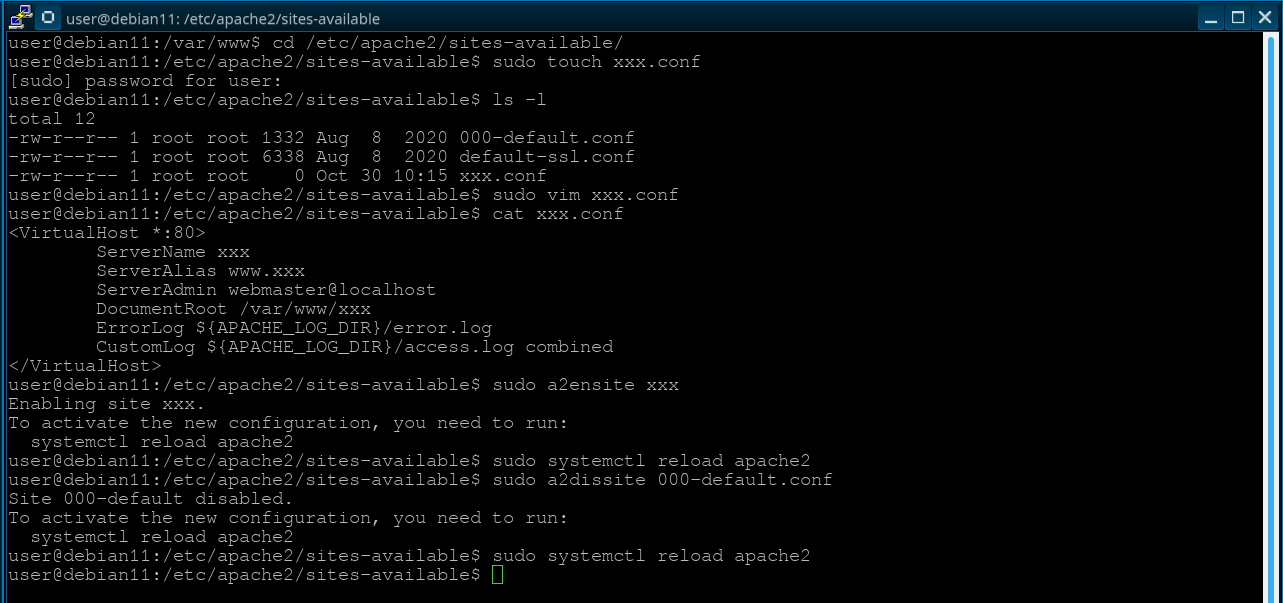 user@debian11: /etc/apache2/sites-available
user@debian11:/var/www$ cd /etc/apache2/sites-available/
user@debian11:/etc/apache2/sites-available$ sudo touch xxx.conf
[sudo] password for user:
user@debian11:/etc/apache2/sites-available$ ls -l
total 12
-rw-r--r-- 1 root root 1332 Aug  8  2020 000-default.conf
-rw-r--r-- 1 root root 6338 Aug  8  2020 default-ssl.conf
-rw-r--r-- 1 root root    0 Oct 30 10:15 xxx.conf
user@debian11:/etc/apache2/sites-available$ sudo vim xxx.conf
user@debian11:/etc/apache2/sites-available$ cat xxx.conf
<VirtualHost *:80>
        ServerName xxx
        ServerAlias www.xxx
        ServerAdmin webmaster@localhost
        DocumentRoot /var/www/xxx
        ErrorLog ${APACHE_LOG_DIR}/error.log
        CustomLog ${APACHE_LOG_DIR}/access.log combined
</VirtualHost>
user@debian11:/etc/apache2/sites-available$ sudo a2ensite xxx
Enabling site xxx.
To activate the new configuration, you need to run:
  systemctl reload apache2
user@debian11:/etc/apache2/sites-available$ sudo systemctl reload apache2
user@debian11:/etc/apache2/sites-available$ sudo a2dissite 000-default.conf
Site 000-default disabled.
To activate the new configuration, you need to run:
  systemctl reload apache2
user@debian11:/etc/apache2/sites-available$ sudo systemctl reload apache2
user@debian11:/etc/apache2/sites-available$